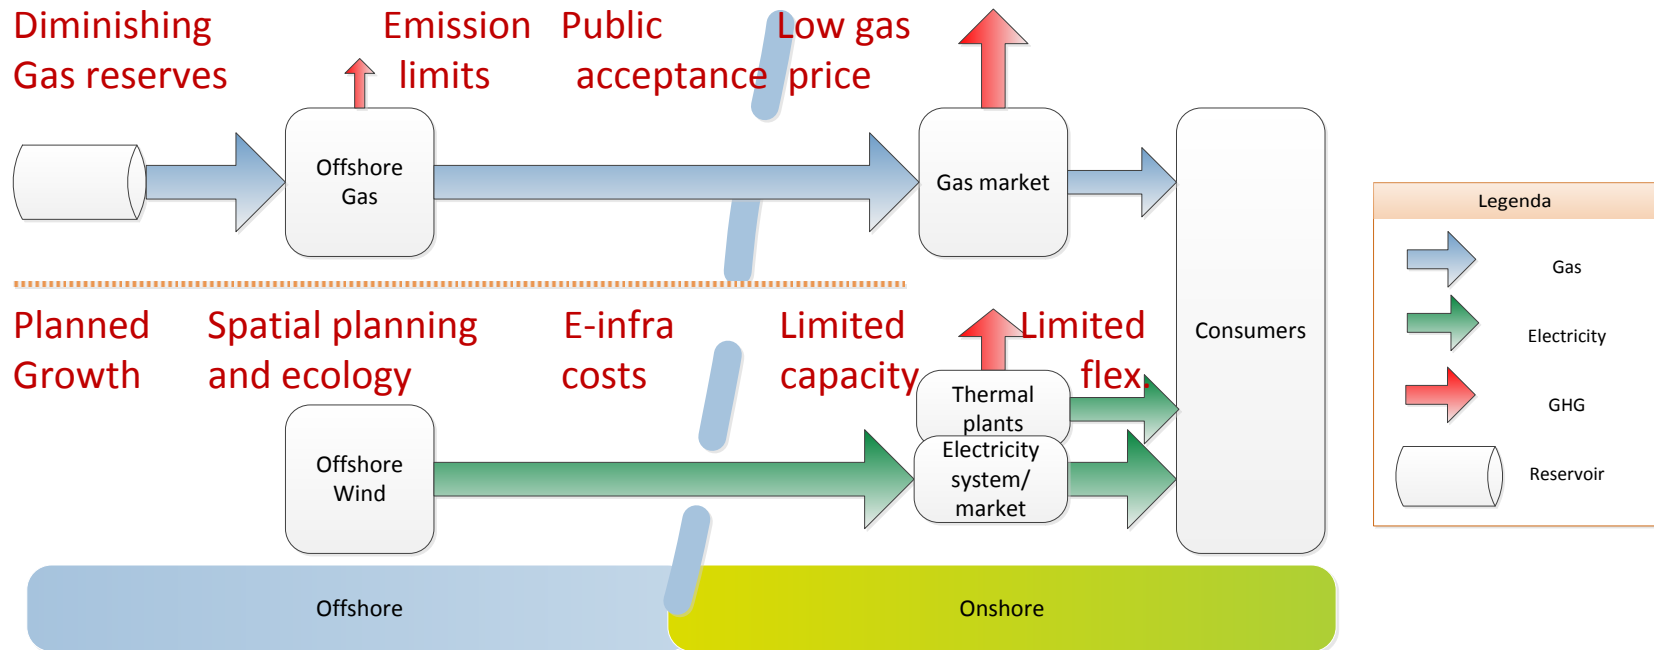 Diminishing
Gas reserves
Emission
limits
Public
acceptance
Low gas
price
Offshore
Gas
Gas market
Planned
Growth
Spatial planning
and ecology
E-infra
costs
Limited
capacity
Limited
flex.
Thermal
plants
Offshore
Wind
Electricity
system/
market
Consumers
Offshore
Onshore
Legenda
Gas
Electricity
GHG
Reservoir